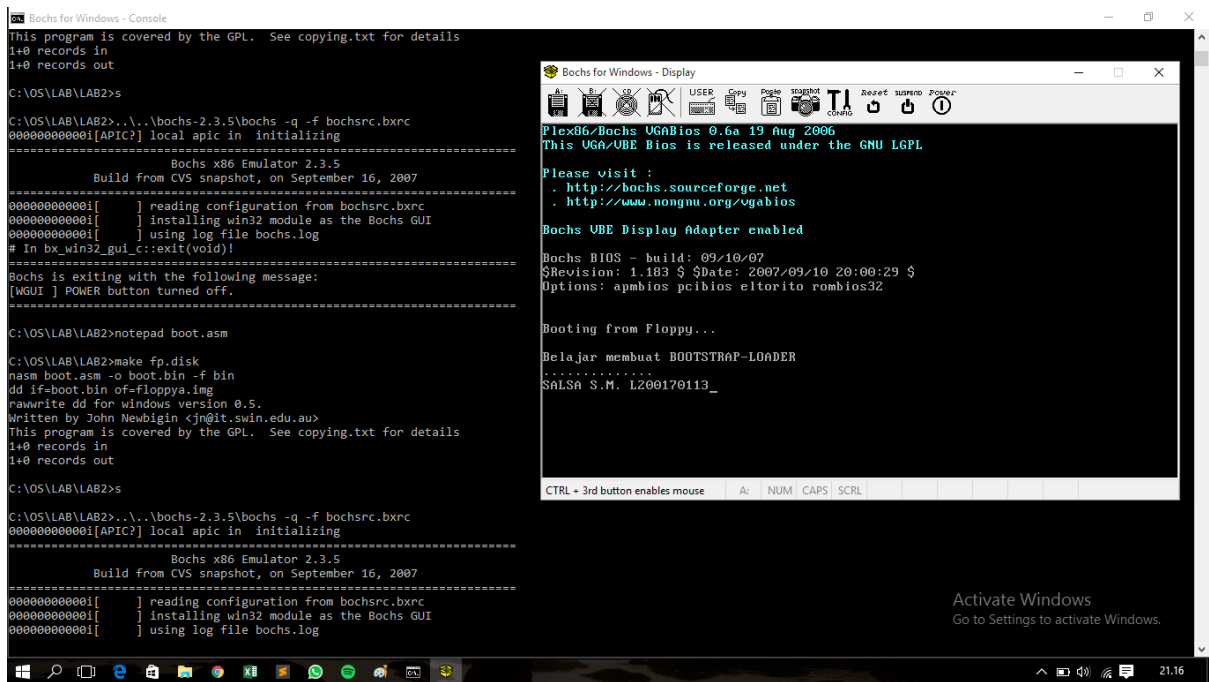 Bochs for Windows - Console
This program is covered by the GPL.  See copying.txt for details
1+0 records in
1+0 records out
C:\OS\LAB\LAB2>s
C:\OS\LAB\LAB2>..\..\bochs-2.3.5\bochs -q -f bochsrc.bxrc
00000000000i[APIC?] local apic in  initializing
========================================================================
Bochs x86 Emulator 2.3.5
Build from CVS snapshot, on September 16, 2007
========================================================================
00000000000i[     ] reading configuration from bochsrc.bxrc
00000000000i[     ] installing win32 module as the Bochs GUI
00000000000i[     ] using log file bochs.log
# In bx_win32_gui_c::exit(void)!
========================================================================
Bochs is exiting with the following message:
[WGUI ] POWER button turned off.
========================================================================
C:\OS\LAB\LAB2>notepad boot.asm
C:\OS\LAB\LAB2>make fp.disk
nasm boot.asm -o boot.bin -f bin
dd if=boot.bin of=floppya.img
rawwrite dd for windows version 0.5.
Written by John Newbigin <jn@it.swin.edu.au>
This program is covered by the GPL.  See copying.txt for details
1+0 records in
1+0 records out
C:\OS\LAB\LAB2>s
C:\OS\LAB\LAB2>..\..\bochs-2.3.5\bochs -q -f bochsrc.bxrc
00000000000i[APIC?] local apic in  initializing
========================================================================
Bochs x86 Emulator 2.3.5
Build from CVS snapshot, on September 16, 2007
========================================================================
00000000000i[     ] reading configuration from bochsrc.bxrc
00000000000i[     ] installing win32 module as the Bochs GUI
00000000000i[     ] using log file bochs.log
Bochs for Windows - Display
A: B: CD USER Copy Paste snapshot CONFIG Reset SUSPEND Power
Plex86/Bochs VGABios 0.6a 19 Aug 2006
This VGA/VBE Bios is released under the GNU LGPL
Please visit :
. http://bochs.sourceforge.net
. http://www.nongnu.org/vgabios
Bochs VBE Display Adapter enabled
Bochs BIOS - build: 09/10/07
$Revision: 1.183 $ $Date: 2007/09/10 20:00:29 $
Options: apmbios pcibios eltorito rombios32
Booting from Floppy...
Belajar membuat BOOTSTRAP-LOADER
..............
SALSA S.M. L200170113_
CTRL + 3rd button enables mouse A: NUM CAPS SCRL
Activate Windows
Go to Settings to activate Windows.
21.16